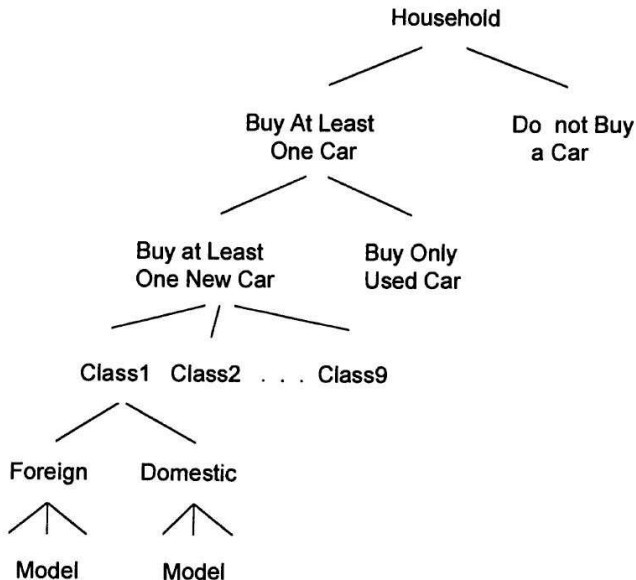 Household
Buy At Least
One Car
Do not Buy
a Car
Buy at Least
One New Car
Buy Only
Used Car
Class1 Class2 . . . Class9
Foreign Domestic
Model Model